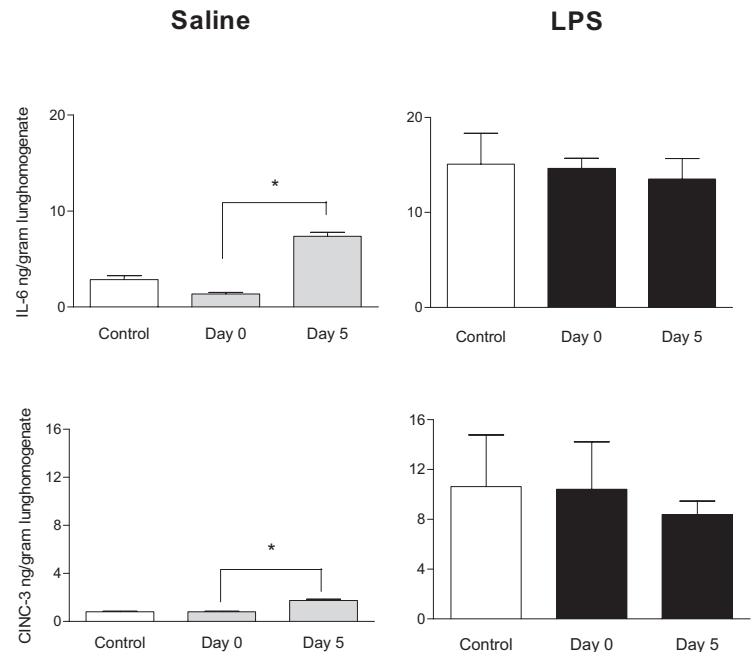 Saline
LPS
IL-6 ng/gram lunghomogenate
20
10
0
*
Control Day 0 Day 5
20
10
0
Control Day 0 Day 5
CINC-3 ng/gram lunghomogenate
16
12
8
4
0
*
Control Day 0 Day 5
16
12
8
4
0
Control Day 0 Day 5